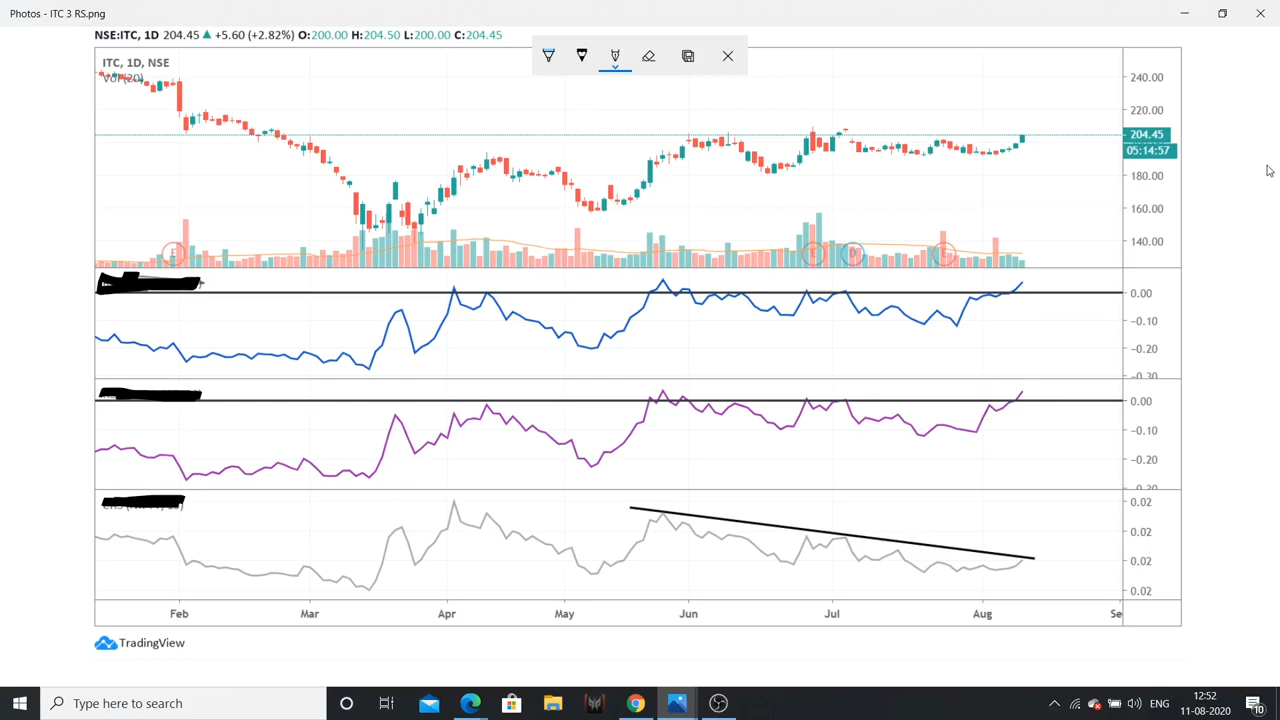 Photos - ITC 3 RS.png
NSE:ITC, 1D 204.45 ▲ +5.60 (+2.82%) O:200.00 H:204.50 L:200.00 C:204.45
ITC, 1D, NSE
Vol (20)
240.00
220.00
204.45
05:14:57
180.00
160.00
140.00
E
E
D
E
0.00
−0.10
−0.20
−0.30
0.00
−0.10
−0.20
0.02
0.02
0.02
0.02
Feb Mar Apr May Jun Jul Aug Se
TradingView
Type here to search
ENG
12:52
11-08-2020
10